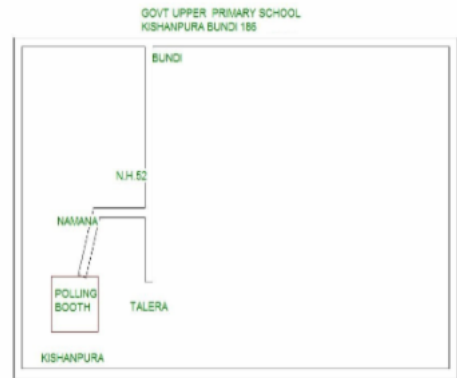 GOVT UPPER PRIMARY SCHOOL
KISHANPURA BUNDI 186
BUNDI
N.H.52
NAMANA
POLLING
BOOTH
TALERA
KISHANPURA